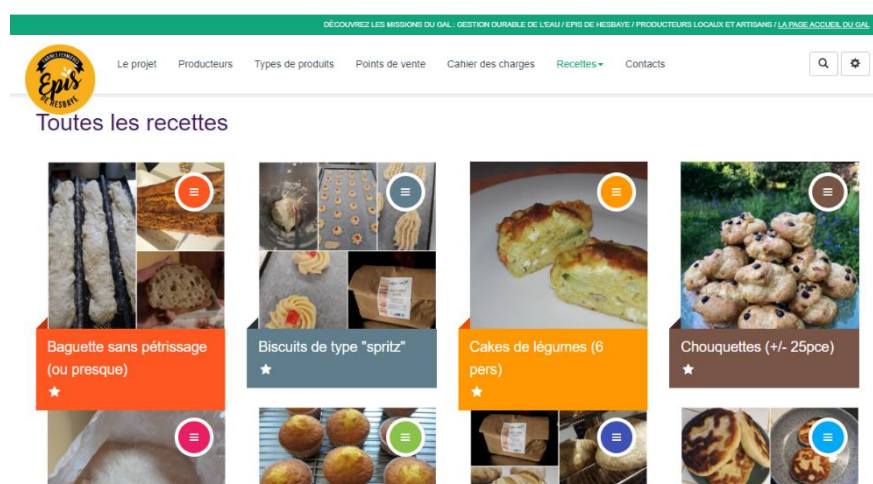 DÉCOUVREZ LES MISSIONS DU GAL : GESTION DURABLE DE L'EAU / EPIS DE HESBAYE / PRODUCTEURS LOCAUX ET ARTISANS / LA PAGE ACCUEIL DU GAL
FARINES FERMIÈRES
Epis
DE HESBAYE
Le projet Producteurs Types de produits Points de vente Cahier des charges Recettes Contacts
Toutes les recettes
Baguette sans pétrissage
(ou presque)
Biscuits de type "spritz"
Cakes de légumes (6
pers)
Chouquettes (+/- 25pce)